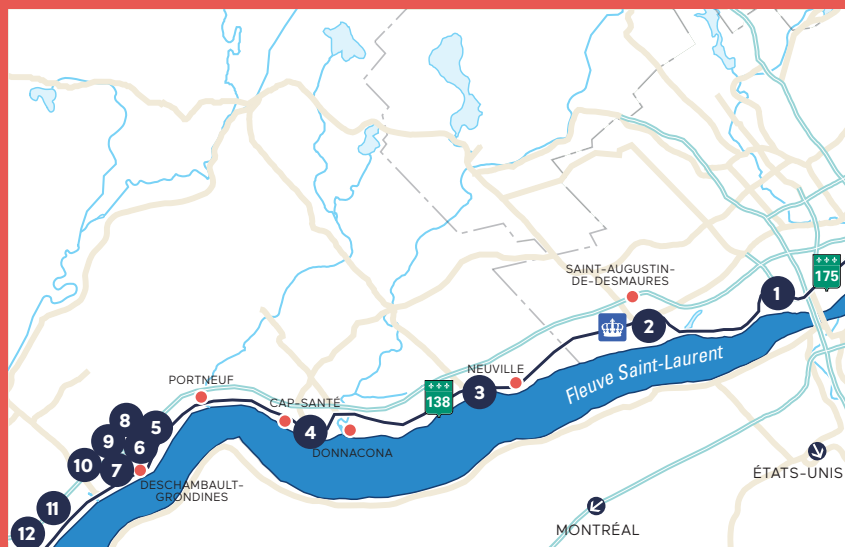 SAINT-AUGUSTIN-
DE-DESMAURES
1
175
2
Fleuve Saint-Laurent
NEUVILLE
3
138
PORTNEUF
CAP-SANTÉ
4
DONNACONA
8
5
9
6
10
7
DESCHAMBAULT-
GRONDINES
11
12
ÉTATS-UNIS
MONTRÉAL